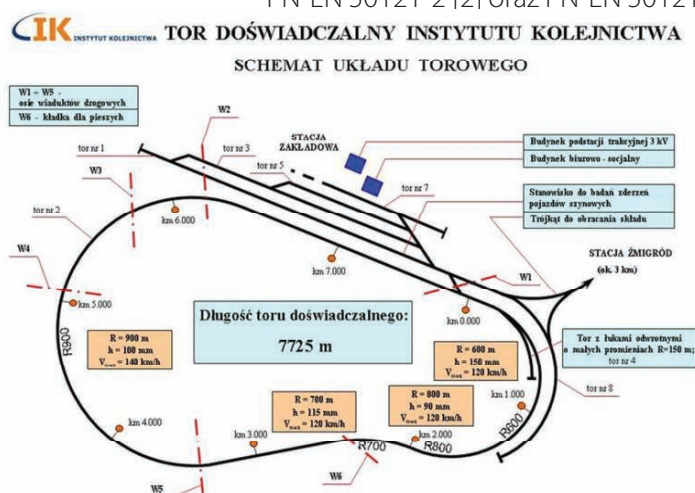 PN-EN 50121-2 [2] oraz PN-EN 50121
IK INSTYTUT KOLEJNICTWA
TOR DOŚWIADCZALNY INSTYTUTU KOLEJNICTWA
SCHEMAT UKŁADU TOROWEGO
W1 ÷ W5 -
osie wiaduktów drogowych
W6 - kładka dla pieszych
W2
STACJA
ZAKŁADOWA
Budynek podstacji trakcyjnej 3 kV
Budynek biurowo - socjalny
tor nr 1
tor nr 3
tor nr 5
tor nr 7
W3
Stanowisko do badań zderzeń
pojazdów szynowych
Trójkąt do obracania składu
tor nr 2
km 6.000
STACJA ŻMIGRÓD
(ok. 3 km)
W4
km 7.000
W1
km 5.000
km 0.000
Długość toru doświadczalnego:
7725 m
R900
R = 900 m
h = 100 mm
Vmax = 140 km/h
R = 600 m
h = 150 mm
Vmax = 120 km/h
Tor z łukami odwrotnymi
o małych promieniach R=150 m;
tor nr 4
tor nr 8
R = 700 m
h = 115 mm
Vmax = 120 km/h
R = 800 m
h = 90 mm
Vmax = 120 km/h
km 1.000
R600
km 4.000
km 3.000
km 2.000
R700
R800
W6
W5